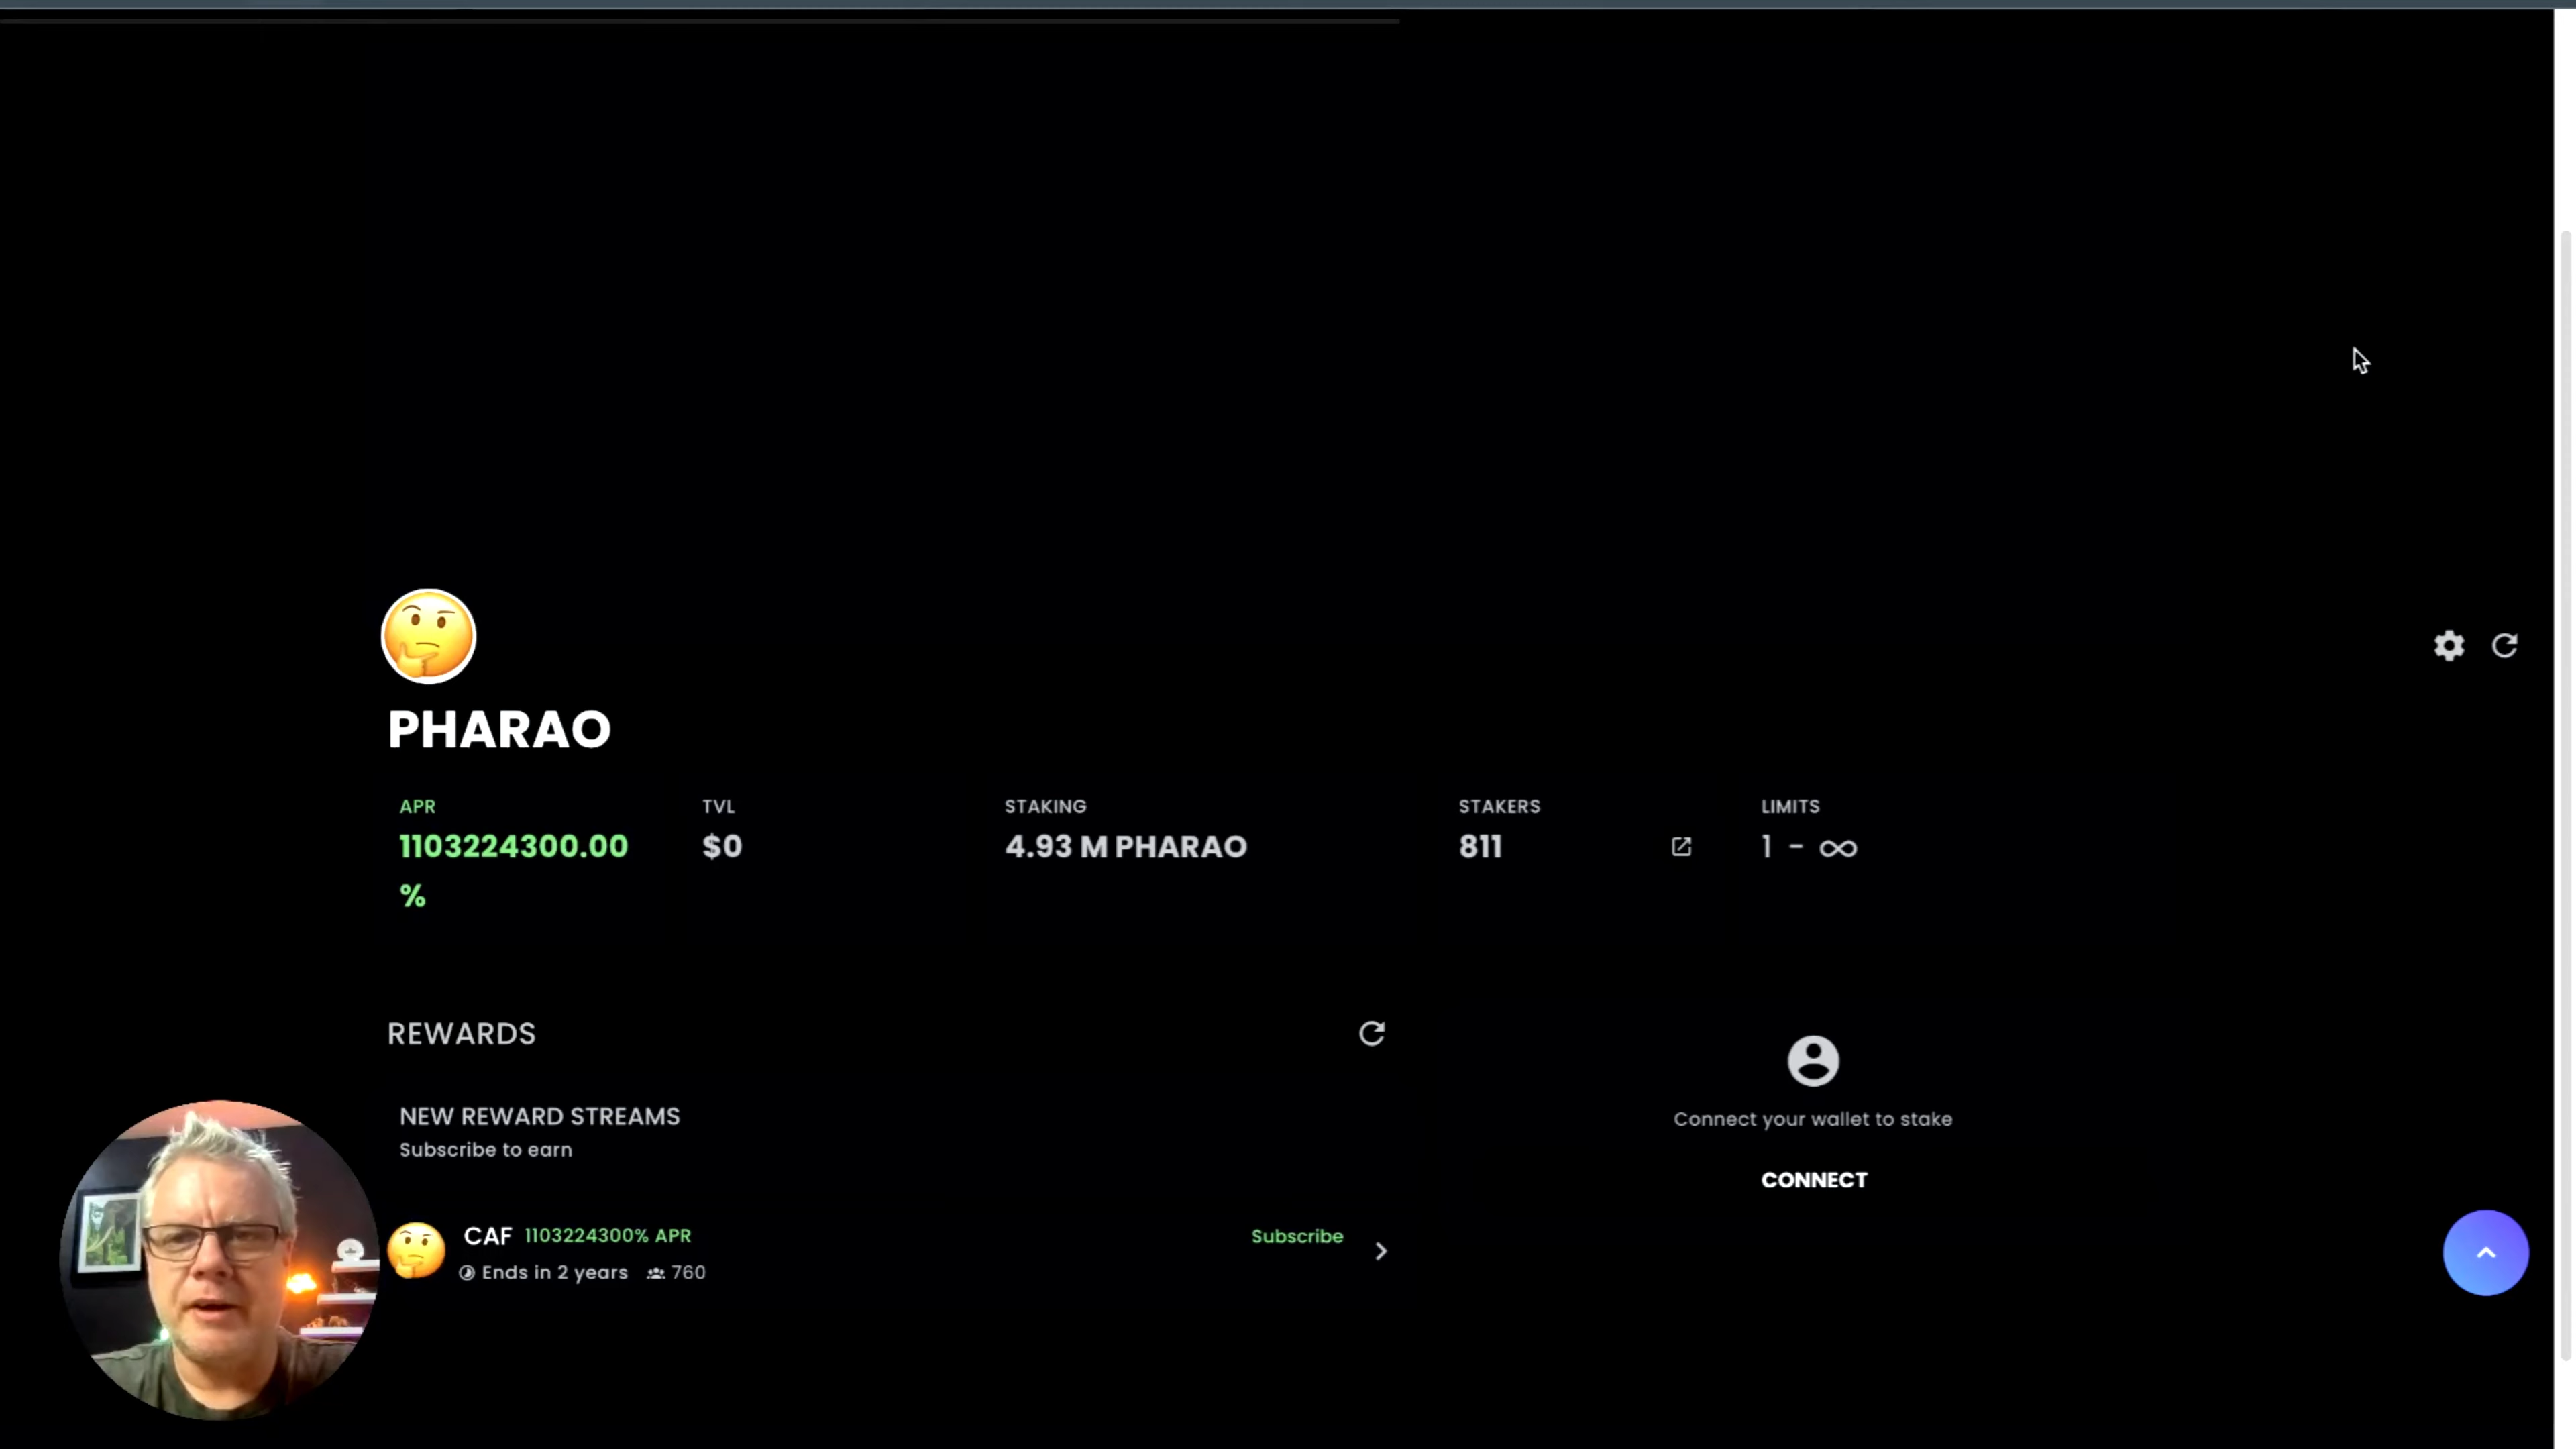 PHARAO
APR
1103224300.00
%
TVL
$0
STAKING
4.93 M PHARAO
STAKERS
811
LIMITS
1 - ∞
REWARDS
NEW REWARD STREAMS
Subscribe to earn
CAF 1103224300% APR
Subscribe
Ends in 2 years 760
Connect your wallet to stake
CONNECT